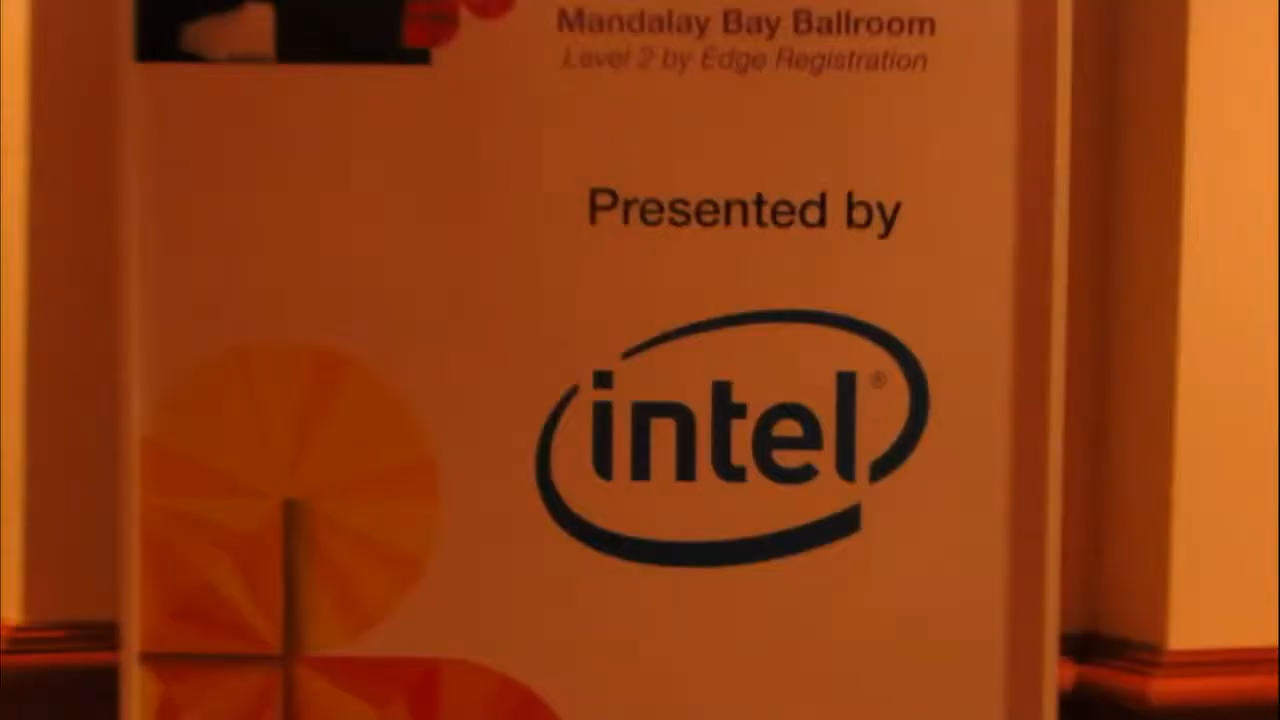 Mandalay Bay Ballroom
Level 2 by Edge Registration
Presented by
intel®